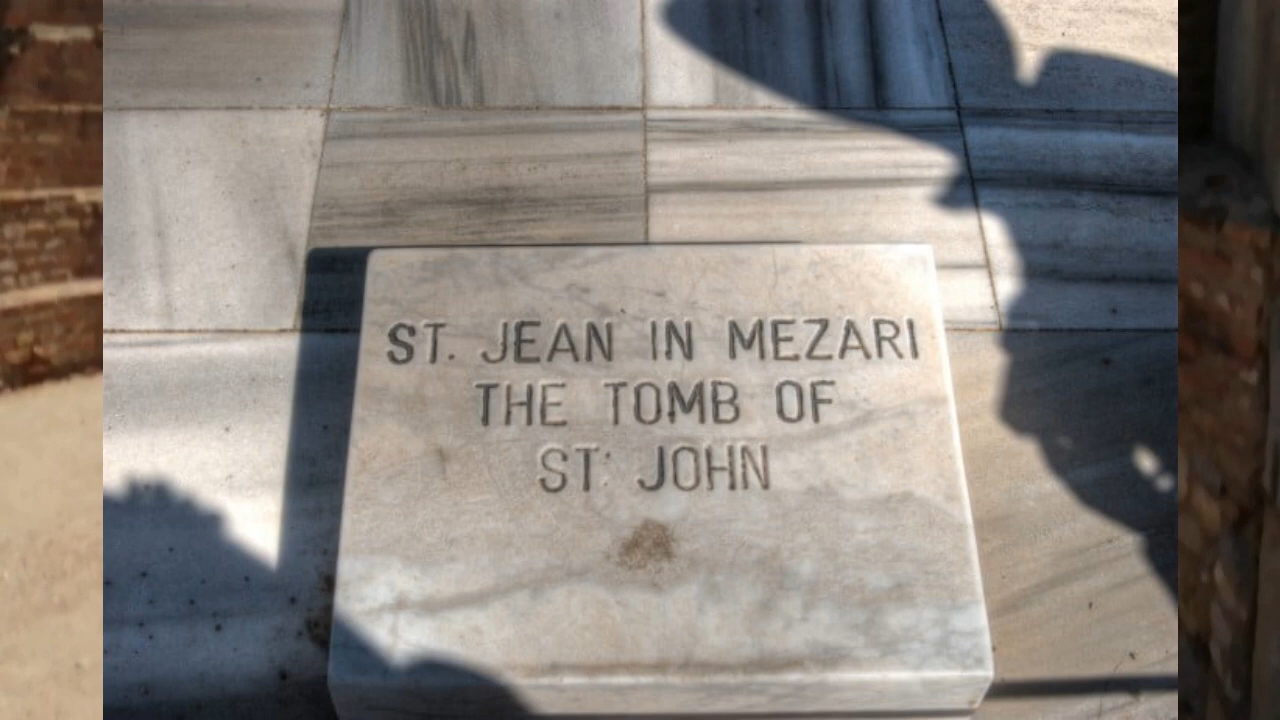 ST. JEAN IN MEZARI
THE TOMB OF
ST. JOHN